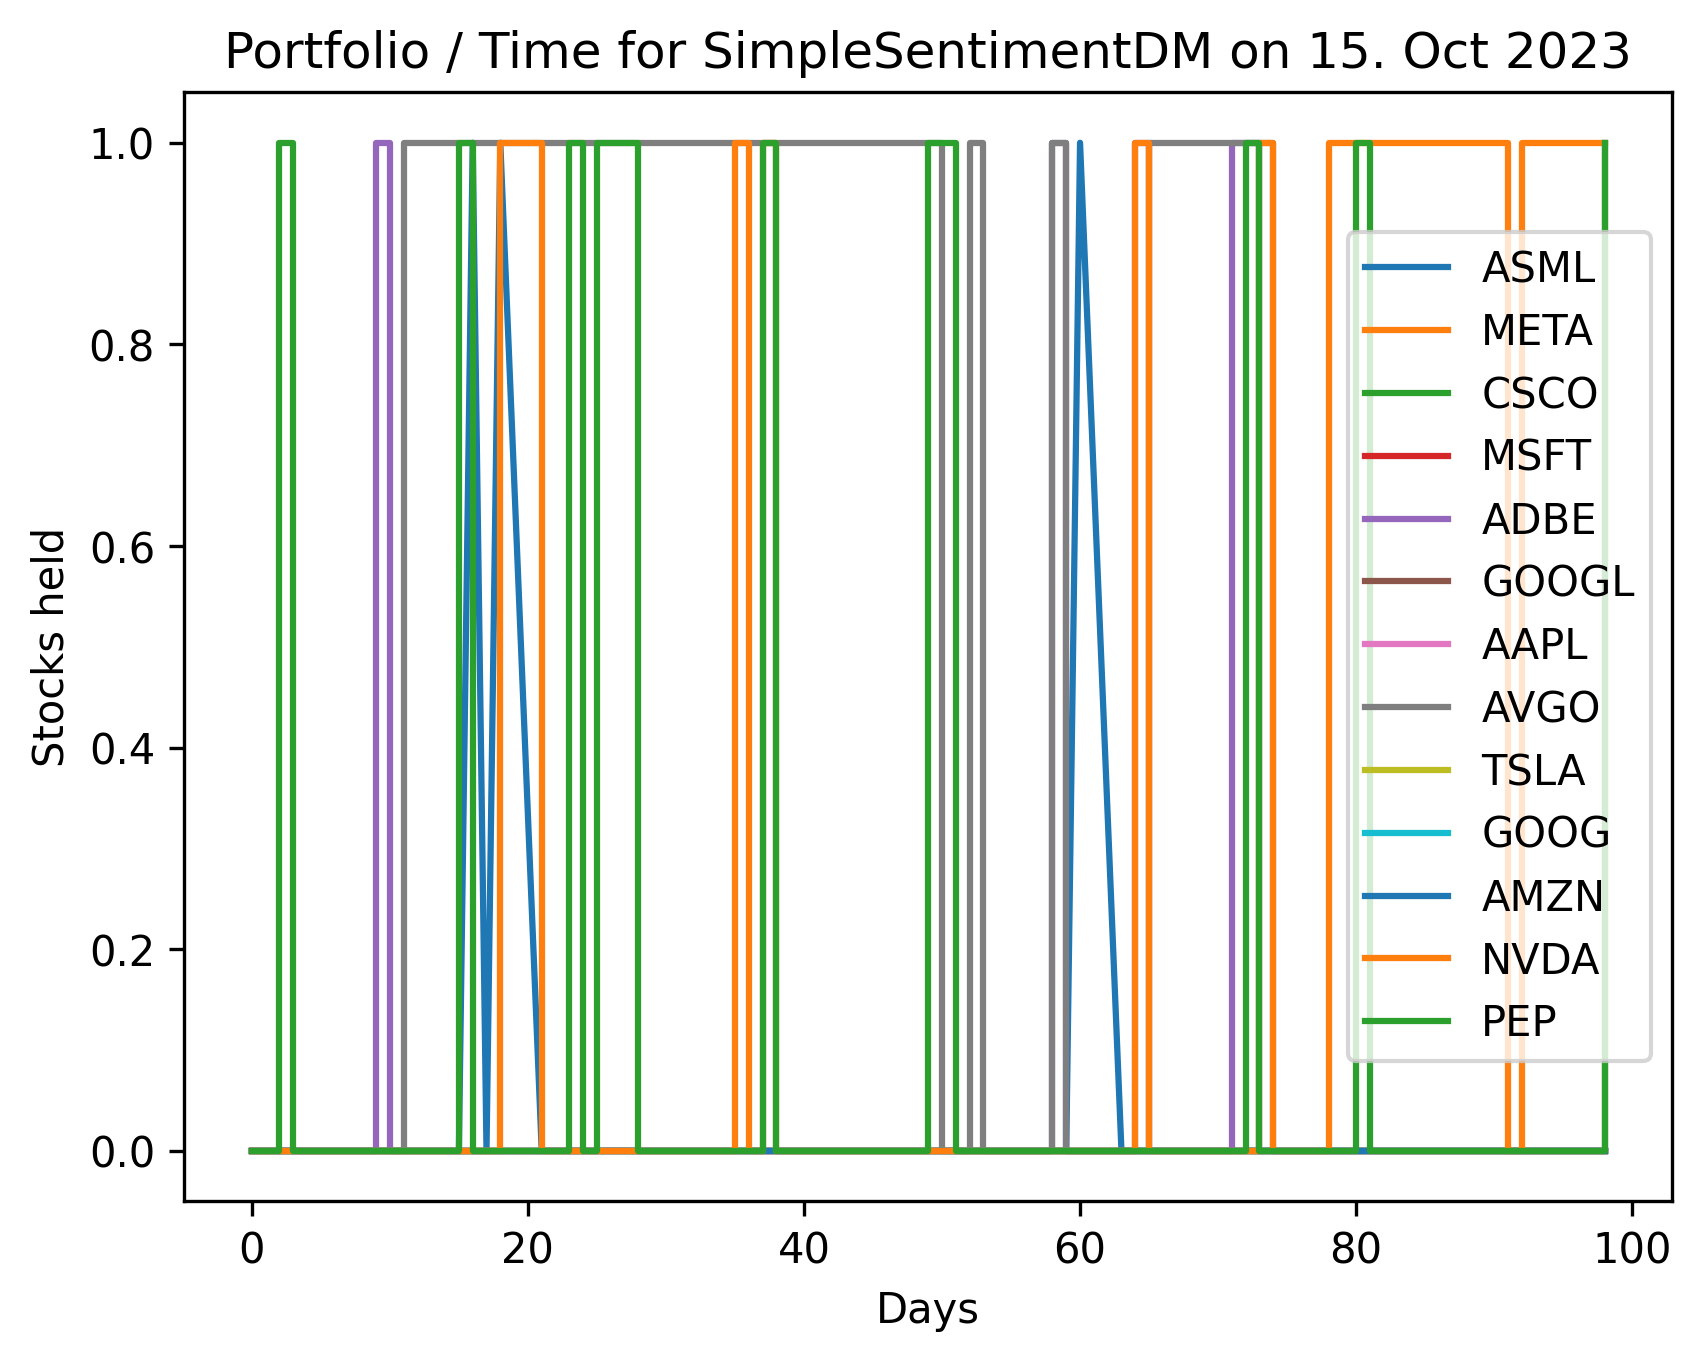 Portfolio / Time for SimpleSentimentDM on 15. Oct 2023
1.0
0.8
0.6
0.4
0.2
0.0
Stocks held
ASML
META
CSCO
MSFT
ADBE
GOOGL
AAPL
AVGO
TSLA
GOOG
AMZN
NVDA
PEP
0 20 40 60 80 100
Days